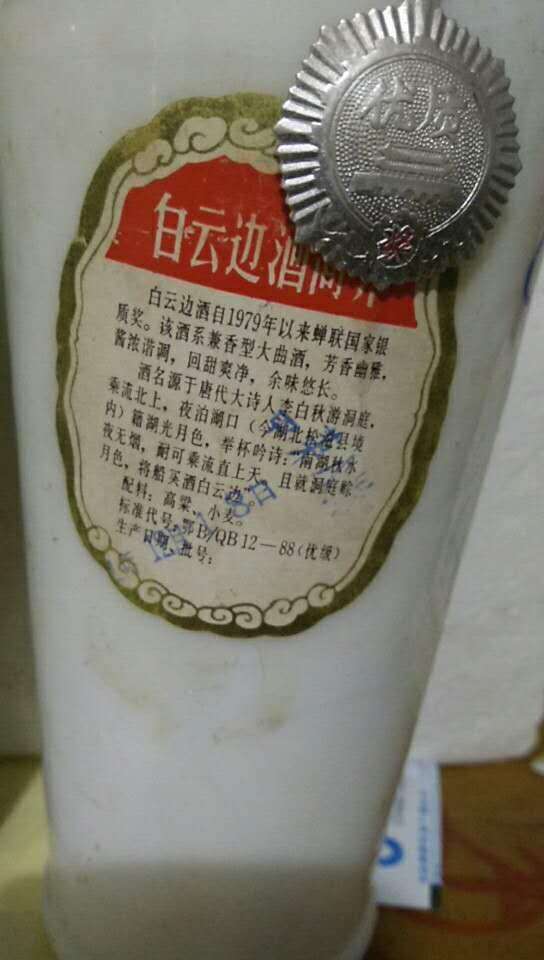 优质
奖
白云边酒简介
白云边酒自1979年以来蝉联国家银
质奖。该酒系兼香型大曲酒，芳香幽雅，
酱浓谐调，回甜爽净，余味悠长。
酒名源于唐代大诗人李白秋游洞庭，
乘流北上，夜泊湖口（今湖北松滋县境
内）籍湖光月色，举杯吟诗：南湖秋水
夜无烟，耐可乘流直上天，且就洞庭赊
月色，将船买酒白云边。
配料：高粱、小麦。
标准代号：鄂B/QB12—88（优级）
生产日期、批号：